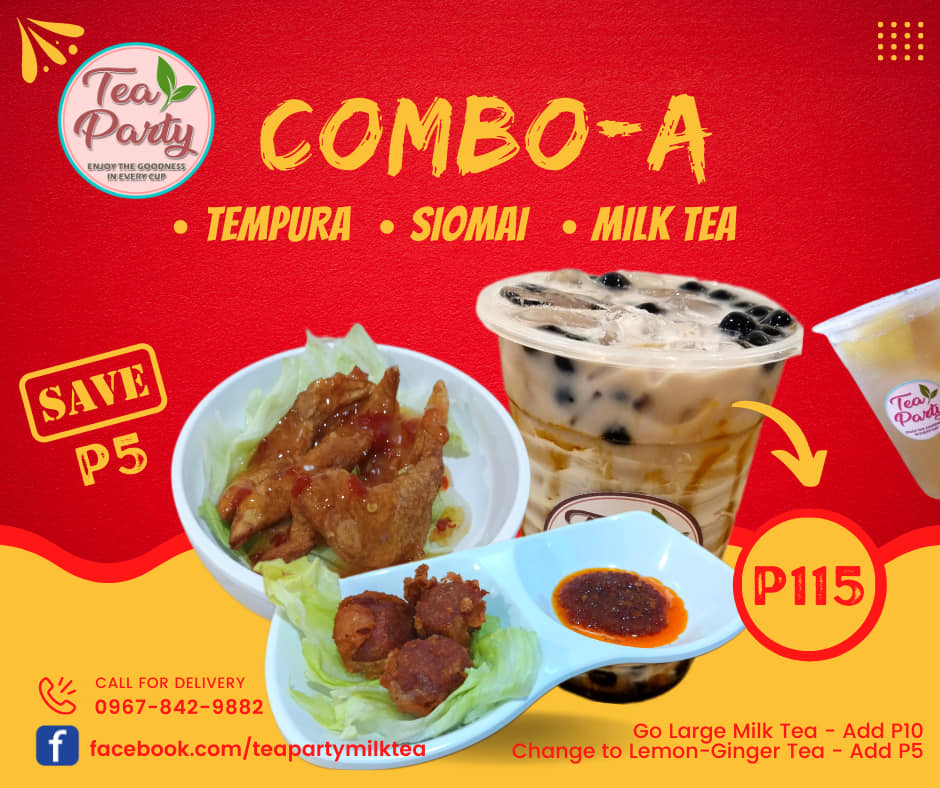 Tea
Party
ENJOY THE GOODNESS
IN EVERY CUP
COMBO-A
• TEMPURA • SIOMAI • MILK TEA
SAVE
P5
Tea
Party
P115
CALL FOR DELIVERY
0967-842-9882
facebook.com/teapartymilktea
Go Large Milk Tea - Add P10
Change to Lemon-Ginger Tea - Add P5